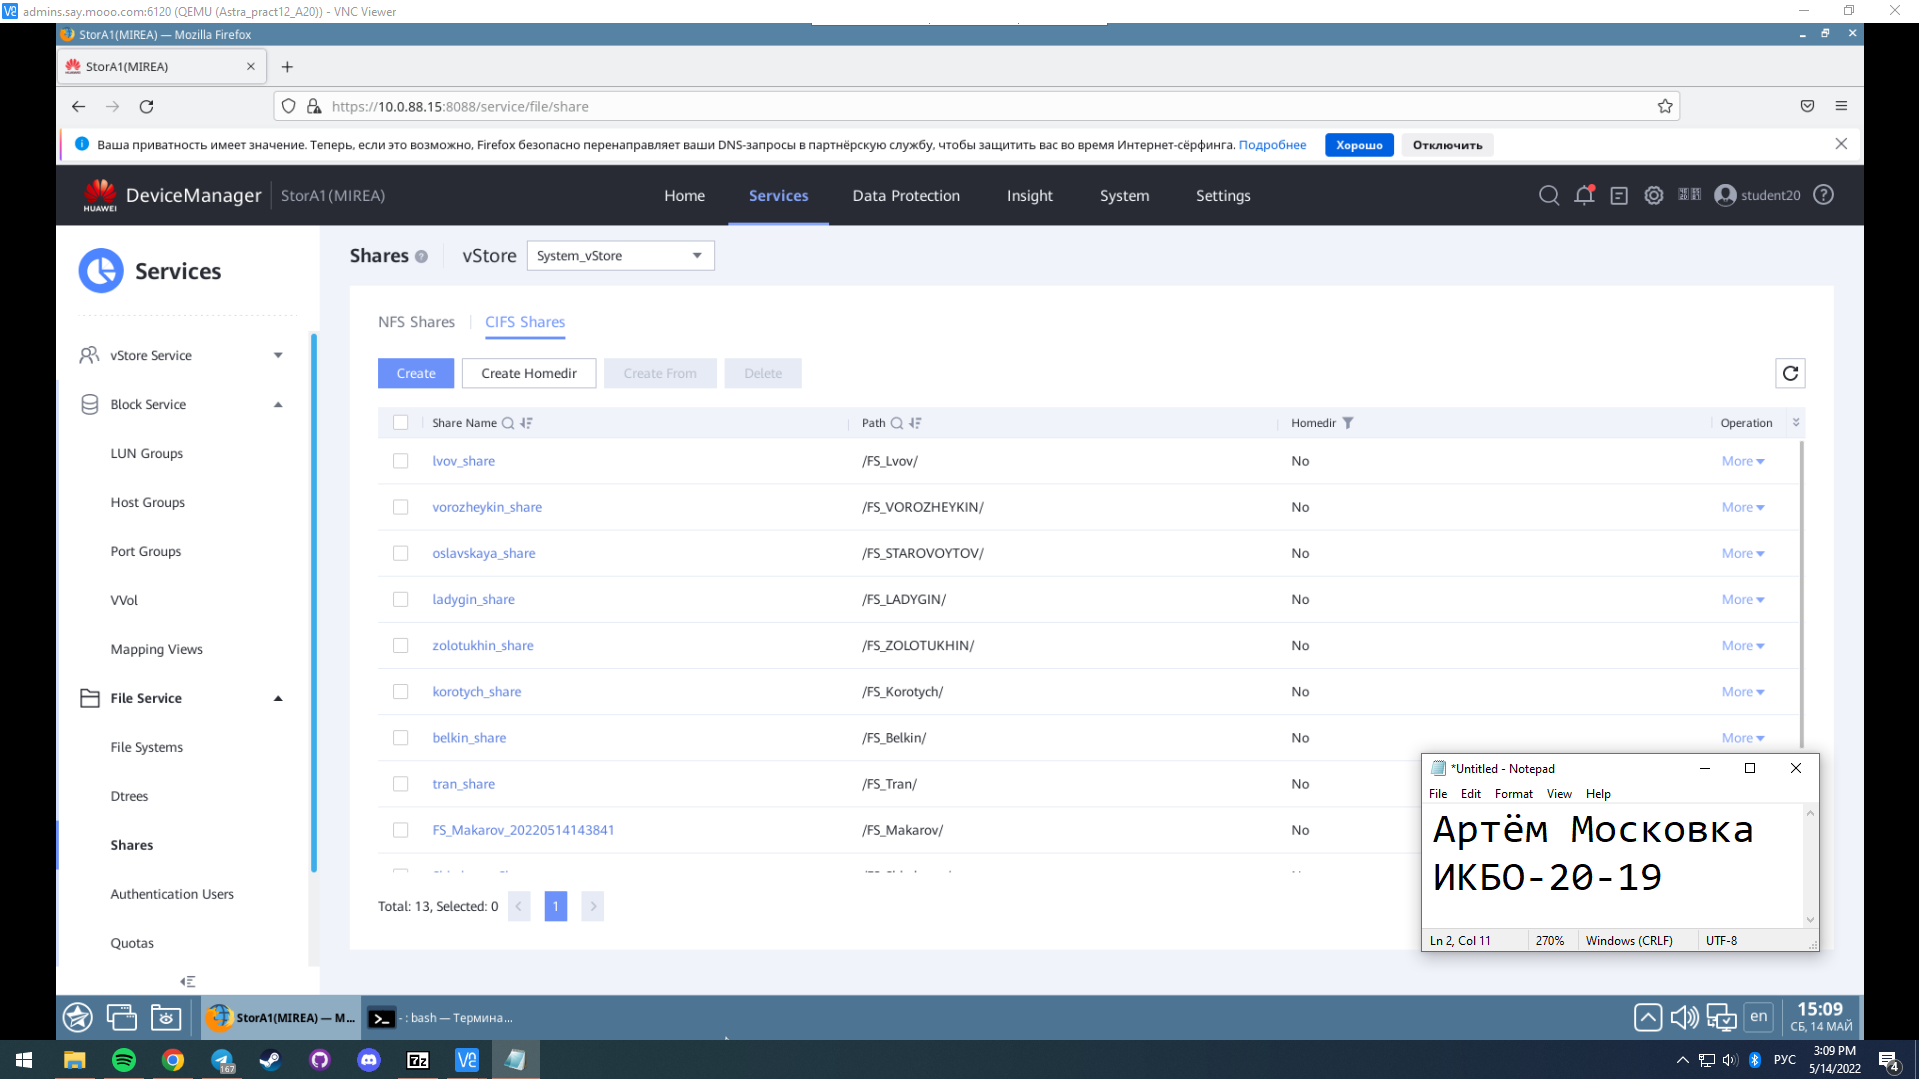 admins.say.mooo.com:6120 (QEMU (Astra_pract12_A20)) - VNC Viewer
StorA1(MIREA) — Mozilla Firefox
StorA1(MIREA)
https://10.0.88.15:8088/service/file/share
Ваша приватность имеет значение. Теперь, если это возможно, Firefox безопасно перенаправляет ваши DNS-запросы в партнёрскую службу, чтобы защитить вас во время Интернет-сёрфинга. Подробнее
Хорошо
Отключить
HUAWEI
DeviceManager
StorA1(MIREA)
Home
Services
Data Protection
Insight
System
Settings
student20
Services
Shares
vStore
System_vStore
vStore Service
Block Service
LUN Groups
Host Groups
Port Groups
VVol
Mapping Views
File Service
File Systems
Dtrees
Shares
Authentication Users
Quotas
NFS Shares
CIFS Shares
Create
Create Homedir
Create From
Delete
Share Name Path Homedir Operation
lvov_share /FS_Lvov/ No More
vorozheykin_share /FS_VOROZHEYKIN/ No More
oslavskaya_share /FS_STAROVOYTOV/ No More
ladygin_share /FS_LADYGIN/ No More
zolotukhin_share /FS_ZOLOTUKHIN/ No More
korotych_share /FS_Korotych/ No More
belkin_share /FS_Belkin/ No More
tran_share /FS_Tran/ No
FS_Makarov_20220514143841 /FS_Makarov/ No
Total: 13, Selected: 0
1
*Untitled - Notepad
File Edit Format View Help
Артём Московка
ИКБО-20-19
Ln 2, Col 11
270%
Windows (CRLF)
UTF-8
StorA1(MIREA) — M...
- : bash — Термина...
en
15:09
СБ, 14 МАЙ
167
7z
РУС
3:09 PM
5/14/2022
4